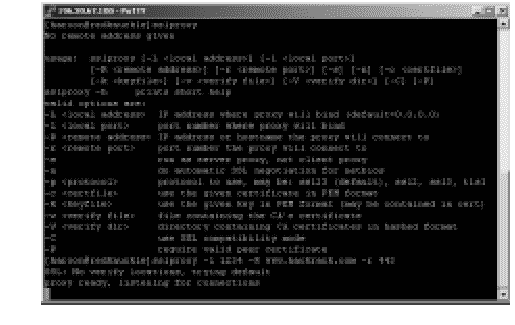 - PuTTY
[hanson@redknuckle]sslproxy
No remote address given
usage: sslproxy [-L <local address>] [-l <local port>]
[-R <remote address>] [-r <remote port>] [-s] [-n] [-c <certfile>]
[-k <keyfile>] [-v <verify file>] [-V <verify dir>] [-C] [-P]
sslproxy -h prints short help
valid options are:
-L <local address> IP address where proxy will bind (default=0.0.0.0)
-l <local port> port number where proxy will bind
-R <remote address> IP address or hostname the proxy will connect to
-r <remote port> port number the proxy will connect to
-s run as server proxy, not client proxy
-n do automatic SSL negotiation for netbios
-p <protocol> protocol to use, may be: ssl23 (default), ssl2, ssl3, tls1
-c <certfile> use the given certificate in PEM format
-k <keyfile> use the given key in PEM format (may be contained in cert)
-v <verify file> file containing the CA's certificate
-V <verify dir> directory containing CA certificates in hashed format
-C use SSL compatibility mode
-P require valid peer certificate
[hanson@redknuckle]sslproxy -l 1234 -R www.hackrack.com -r 443
SSL: No verify locations, trying default
proxy ready, listening for connections